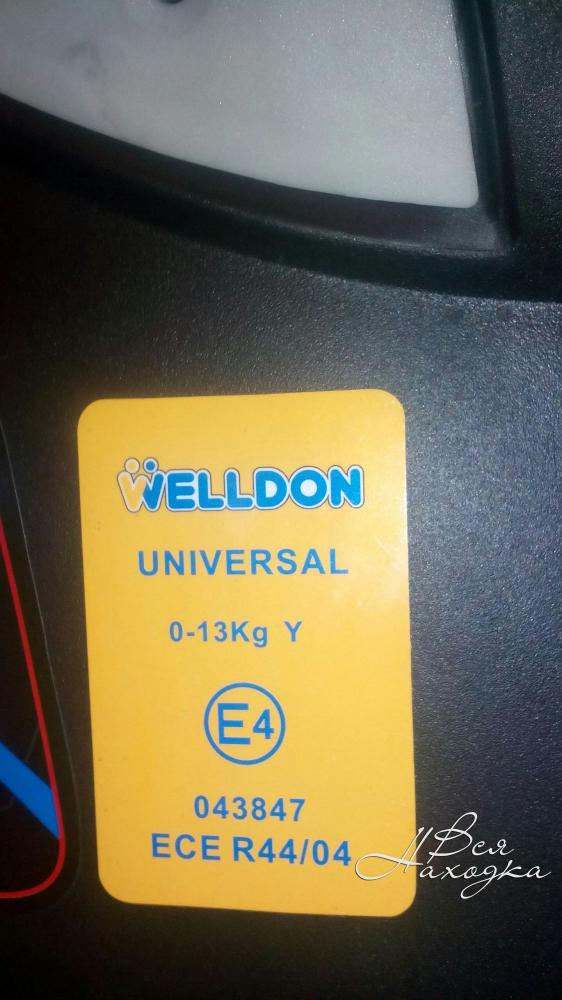 WELLDON
UNIVERSAL
0-13Kg Y
E4
043847
ECE R44/04
Вся
Находка